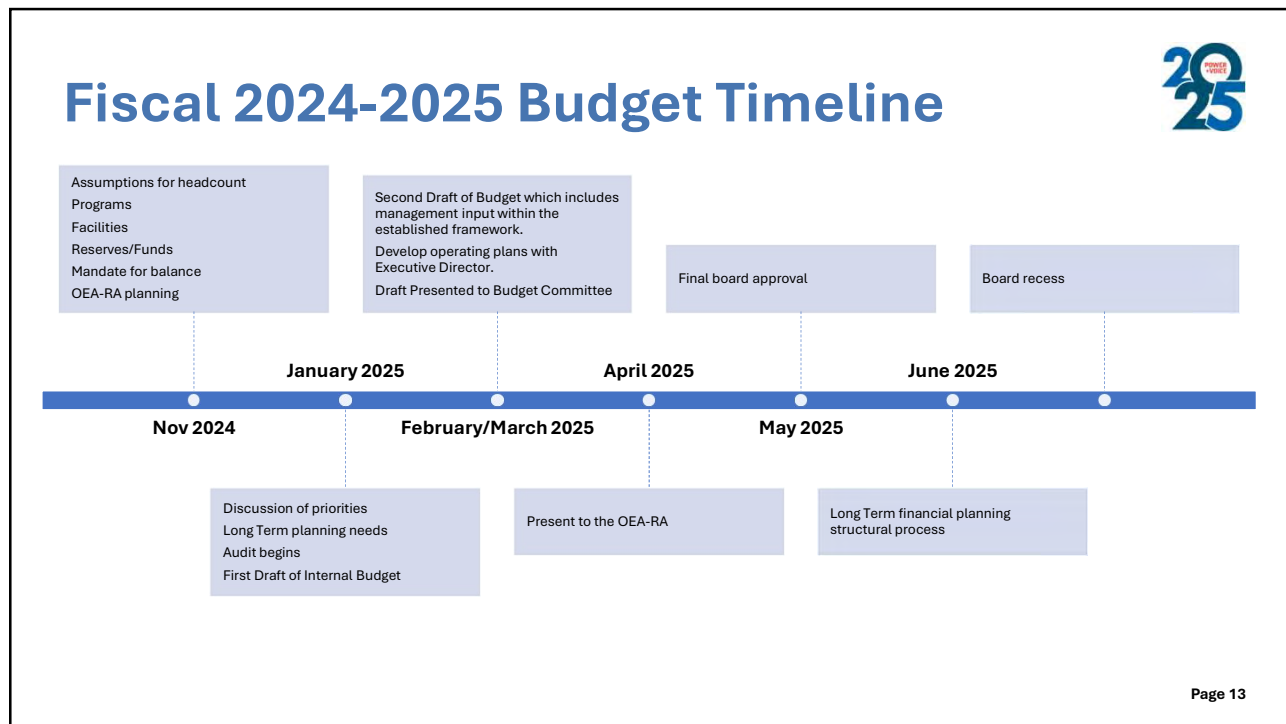 Fiscal 2024-2025 Budget Timeline
20
POWER
+VOICE
25
Assumptions for headcount
Programs
Facilities
Reserves/Funds
Mandate for balance
OEA-RA planning
Second Draft of Budget which includes
management input within the
established framework.
Develop operating plans with
Executive Director.
Draft Presented to Budget Committee
Final board approval
Board recess
January 2025
April 2025
June 2025
Nov 2024
February/March 2025
May 2025
Discussion of priorities
Long Term planning needs
Audit begins
First Draft of Internal Budget
Present to the OEA-RA
Long Term financial planning
structural process
Page 13